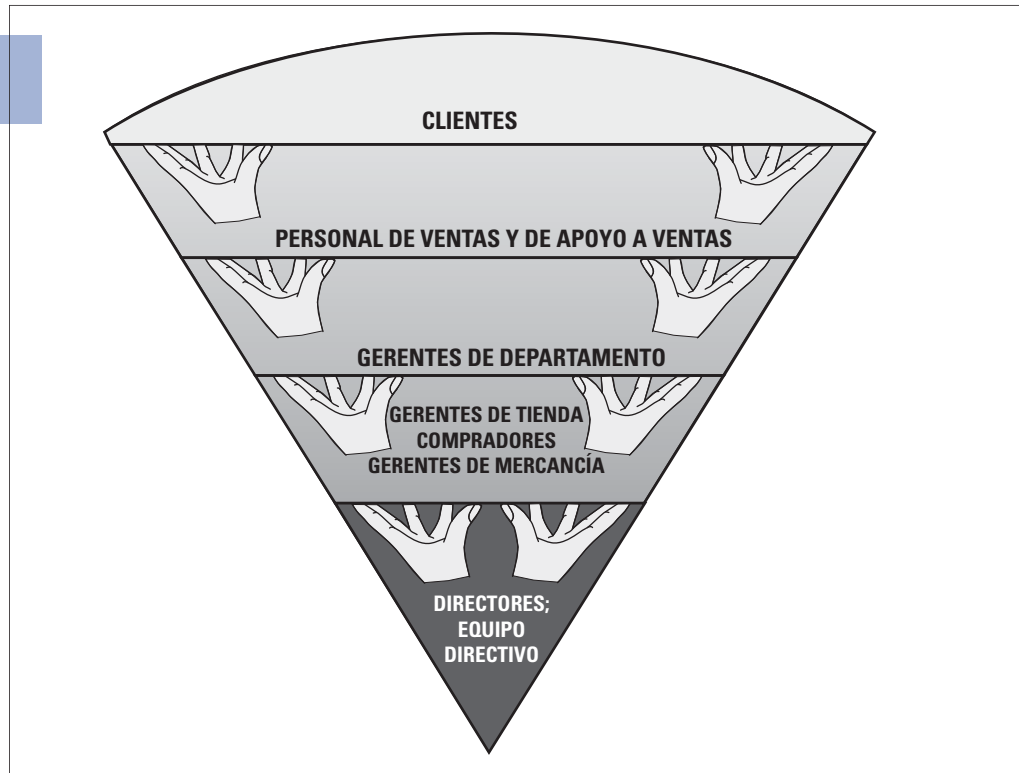 CLIENTES
PERSONAL DE VENTAS Y DE APOYO A VENTAS
GERENTES DE DEPARTAMENTO
GERENTES DE TIENDA
COMPRADORES
GERENTES DE MERCANCÍA
DIRECTORES;
EQUIPO
DIRECTIVO